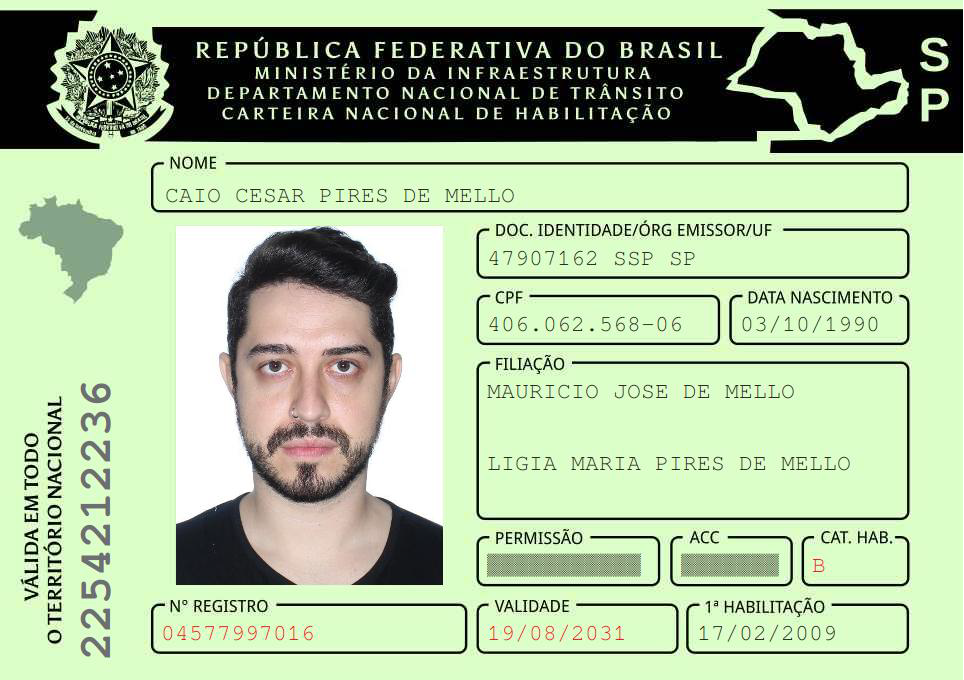 REPÚBLICA FEDERATIVA DO BRASIL
MINISTÉRIO DA INFRAESTRUTURA
DEPARTAMENTO NACIONAL DE TRÂNSITO
CARTEIRA NACIONAL DE HABILITAÇÃO
S
P
NOME
CAIO CESAR PIRES DE MELLO
DOC. IDENTIDADE/ÓRG EMISSOR/UF
47907162 SSP SP
CPF
406.062.568-06
DATA NASCIMENTO
03/10/1990
FILIAÇÃO
MAURICIO JOSE DE MELLO
LIGIA MARIA PIRES DE MELLO
PERMISSÃO
ACC
CAT. HAB.
B
Nº REGISTRO
04577997016
VALIDADE
19/08/2031
1ª HABILITAÇÃO
17/02/2009
VÁLIDA EM TODO
O TERRITÓRIO NACIONAL
2254212236